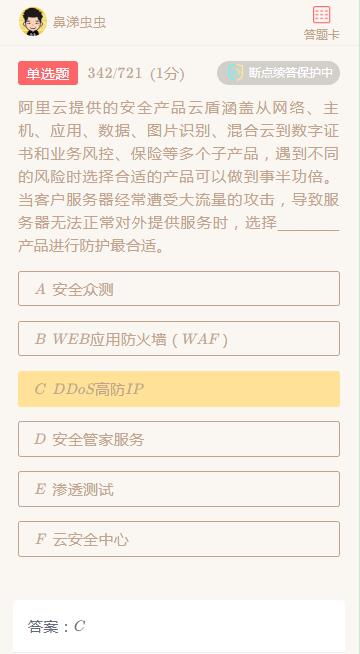 鼻涕虫虫
答题卡
单选题 342/721 (1分) 断点续答保护中
阿里云提供的安全产品云盾涵盖从网络、主
机、应用、数据、图片识别、混合云到数字证
书和业务风控、保险等多个子产品，遇到不同
的风险时选择合适的产品可以做到事半功倍。
当客户服务器经常遭受大流量的攻击，导致服
务器无法正常对外提供服务时，选择________
产品进行防护最合适。
A 安全众测
B WEB应用防火墙（WAF）
C DDoS高防IP
D 安全管家服务
E 渗透测试
F 云安全中心
答案：C